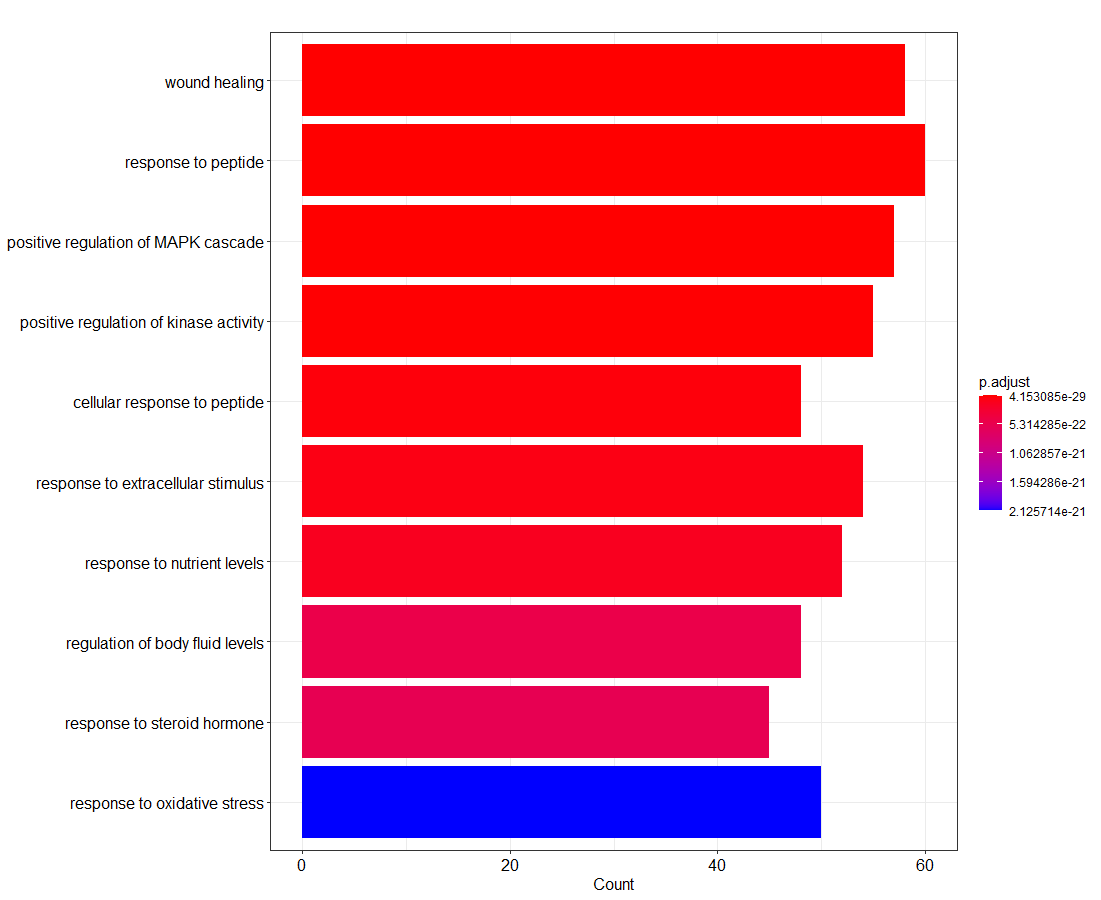 wound healing
response to peptide
positive regulation of MAPK cascade
positive regulation of kinase activity
cellular response to peptide
response to extracellular stimulus
response to nutrient levels
regulation of body fluid levels
response to steroid hormone
response to oxidative stress
0 20 40 60
Count
p.adjust
4.153085e-29
5.314285e-22
1.062857e-21
1.594286e-21
2.125714e-21